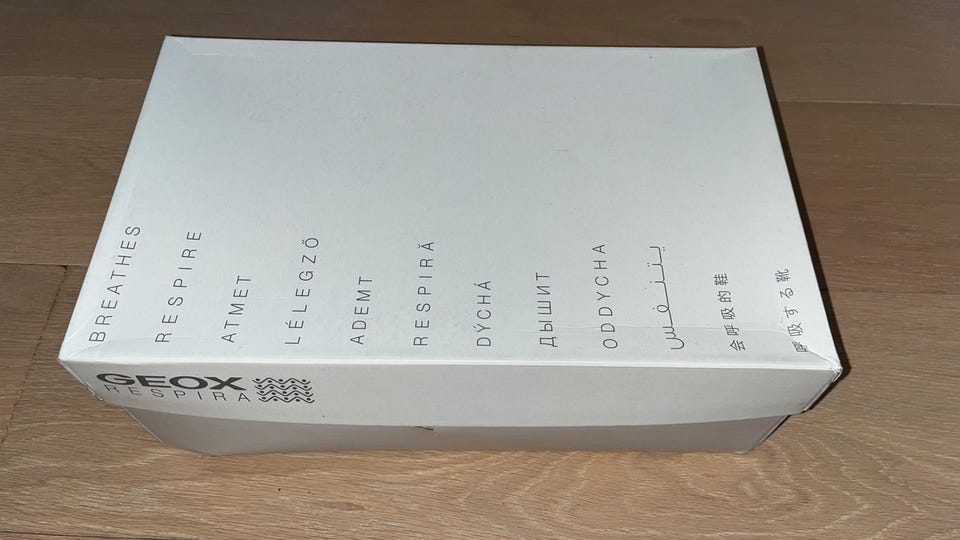 BREATHES
RESPIRE
ATMET
LÉLEGZŐ
ADEMT
RESPIRĂ
DÝCHÁ
ДЫШИТ
ODDYCHA
يتنفس
会呼吸的鞋
呼吸する靴
GEOX
RESPIRA